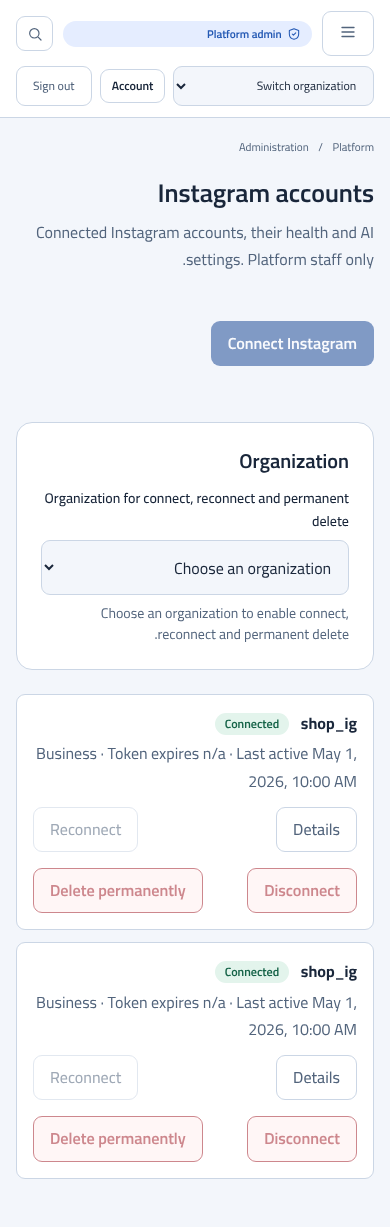 Platform admin
Switch organization
Account
Sign out
Platform / Administration
Instagram accounts
Connected Instagram accounts, their health and AI
settings. Platform staff only.
Connect Instagram
Organization
Organization for connect, reconnect and permanent
delete
Choose an organization
Choose an organization to enable connect,
reconnect and permanent delete.
shop_ig Connected
Business · Token expires n/a · Last active May 1,
2026, 10:00 AM
Details Reconnect
Disconnect Delete permanently
shop_ig Connected
Business · Token expires n/a · Last active May 1,
2026, 10:00 AM
Details Reconnect
Disconnect Delete permanently